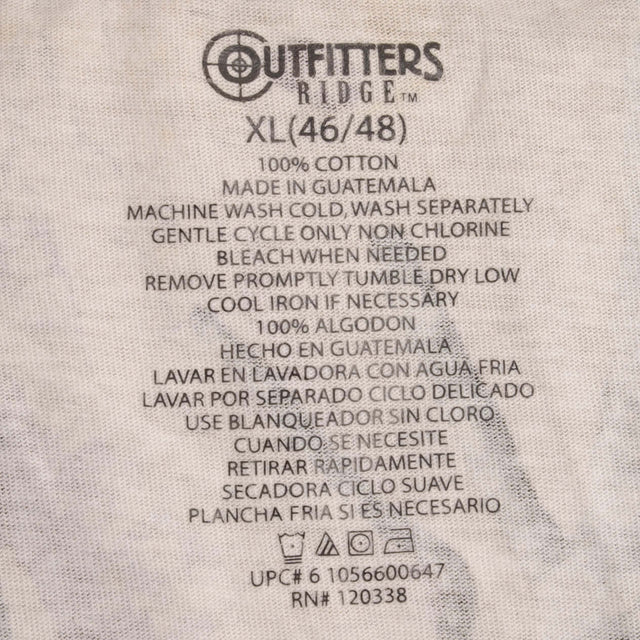 OUTFITTERS
RIDGE™
XL(46/48)
100% COTTON
MADE IN GUATEMALA
MACHINE WASH COLD, WASH SEPARATELY
GENTLE CYCLE ONLY NON CHLORINE
BLEACH WHEN NEEDED
REMOVE PROMPTLY TUMBLE DRY LOW
COOL IRON IF NECESSARY
100% ALGODON
HECHO EN GUATEMALA
LAVAR EN LAVADORA CON AGUA FRIA
LAVAR POR SEPARADO CICLO DELICADO
USE BLANQUEADOR SIN CLORO
CUANDO SE NECESITE
RETIRAR RAPIDAMENTE
SECADORA CICLO SUAVE
PLANCHA FRIA SI ES NECESARIO
UPC# 6 1056600647
RN# 120338